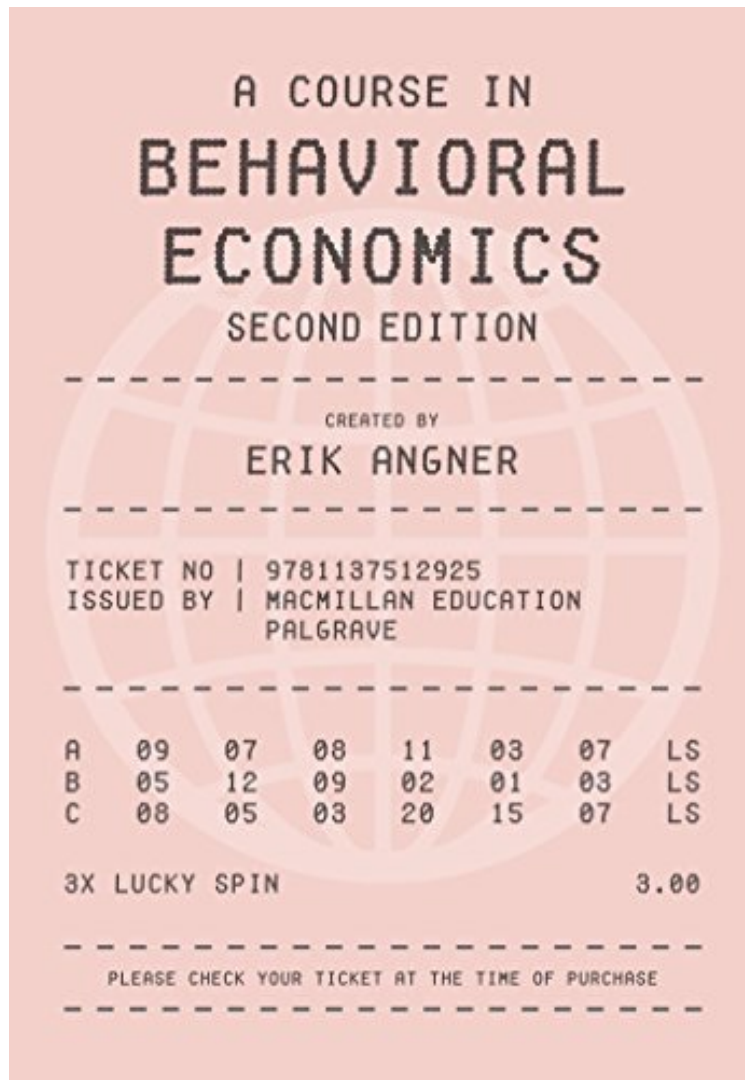 A COURSE IN
BEHAVIORAL
ECONOMICS
SECOND EDITION
CREATED BY
ERIK ANGNER
TICKET NO | 9781137512925
ISSUED BY | MACMILLAN EDUCATION
PALGRAVE
A 09 07 08 11 03 07 LS
B 05 12 09 02 01 03 LS
C 08 05 03 20 15 07 LS
3X LUCKY SPIN 3.00
PLEASE CHECK YOUR TICKET AT THE TIME OF PURCHASE